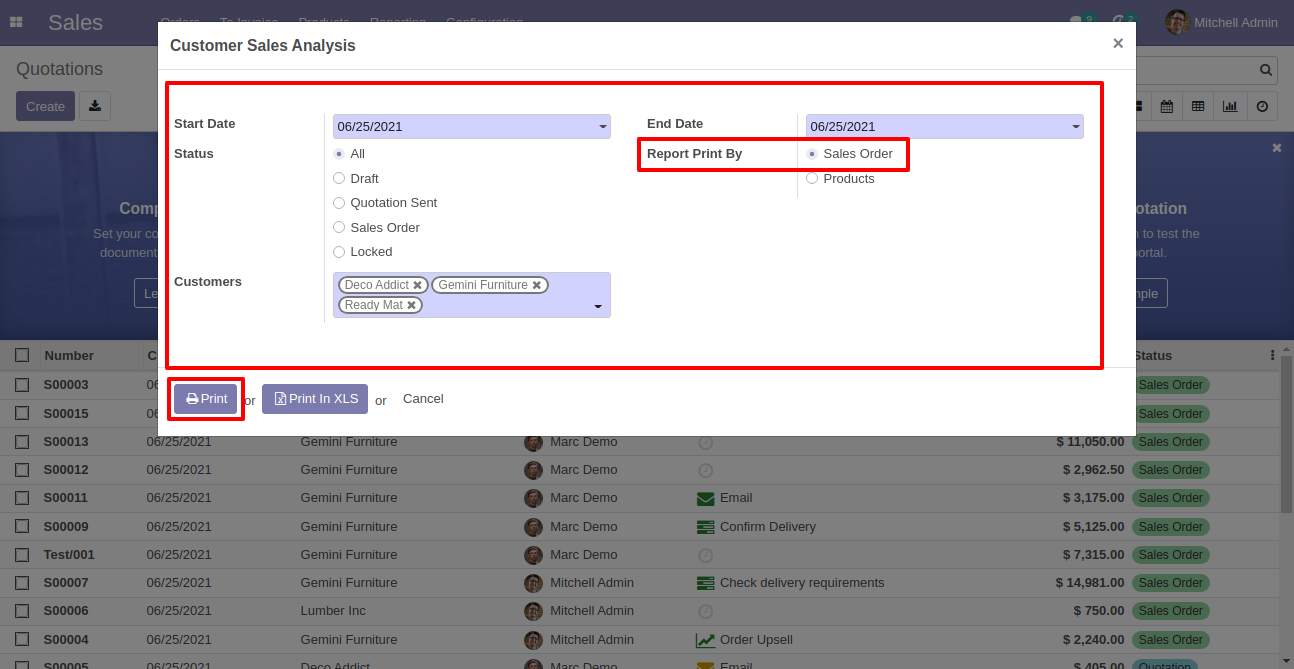 Sales Orders To Invoice Products Reporting Configuration 9 2 Mitchell Admin
Customer Sales Analysis ×
Quotations
Create
Start Date 06/25/2021 End Date 06/25/2021
Status All Report Print By Sales Order
Draft Products
Quotation Sent
Sales Order
Locked
Customers Deco Addict Gemini Furniture
Ready Mat
Comp otation
Set your co n to test the
document ortal.
Le mple
Print or Print In XLS or Cancel
Number C Status
S00003 06 Sales Order
S00015 06 Sales Order
S00013 06/25/2021 Gemini Furniture Marc Demo $ 11,050.00 Sales Order
S00012 06/25/2021 Gemini Furniture Marc Demo $ 2,962.50 Sales Order
S00011 06/25/2021 Gemini Furniture Marc Demo Email $ 3,175.00 Sales Order
S00009 06/25/2021 Gemini Furniture Marc Demo Confirm Delivery $ 5,125.00 Sales Order
Test/001 06/25/2021 Gemini Furniture Marc Demo $ 7,315.00 Sales Order
S00007 06/25/2021 Gemini Furniture Mitchell Admin Check delivery requirements $ 14,981.00 Sales Order
S00006 06/25/2021 Lumber Inc Mitchell Admin $ 750.00 Sales Order
S00004 06/25/2021 Gemini Furniture Mitchell Admin Order Upsell $ 2,240.00 Sales Order
S00005 06/25/2021 Deco Addict Marc Demo Email $ 405.00 Quotation